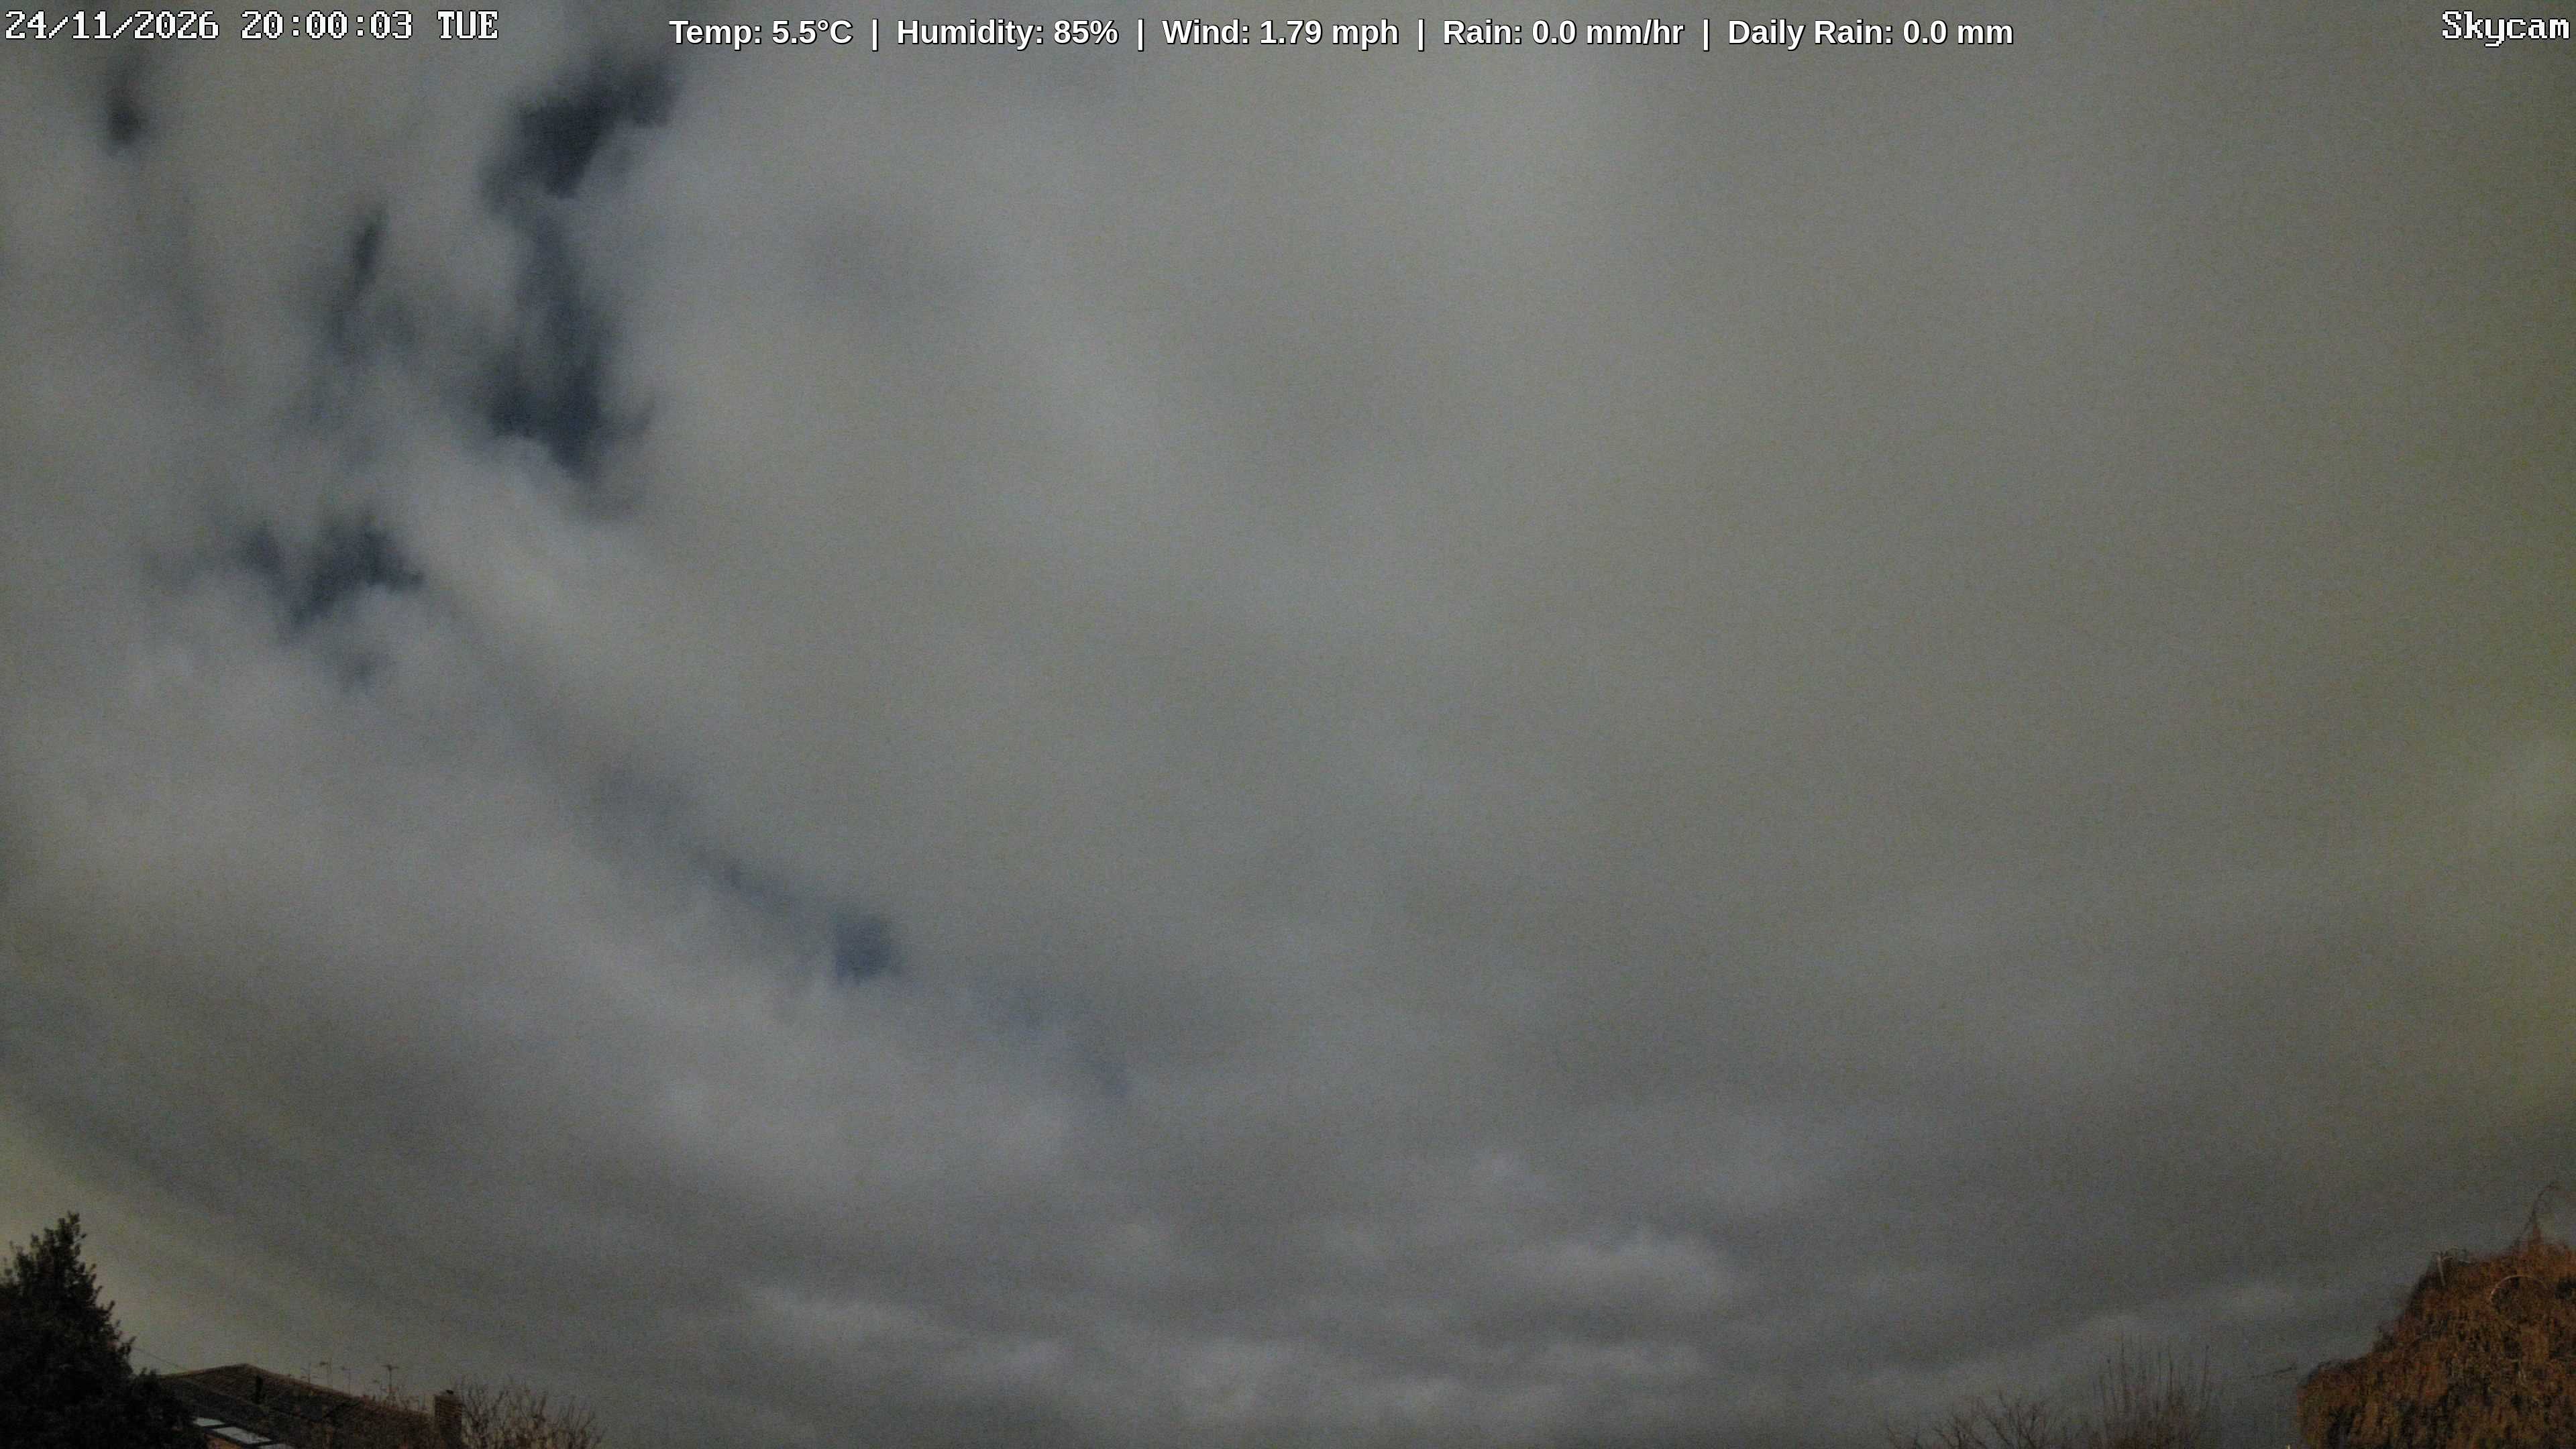 24/11/2026 20:00:03 TUE
Temp: 5.5°C | Humidity: 85% | Wind: 1.79 mph | Rain: 0.0 mm/hr | Daily Rain: 0.0 mm
Skycam